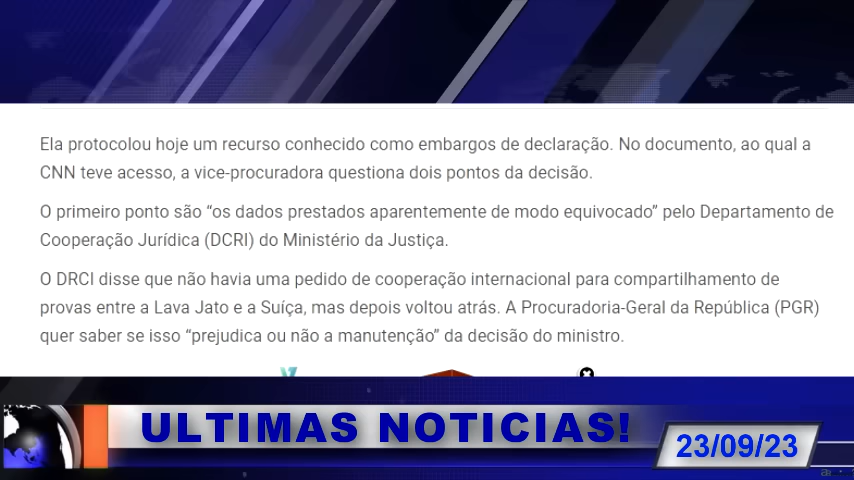 Ela protocolou hoje um recurso conhecido como embargos de declaração. No documento, ao qual a
CNN teve acesso, a vice-procuradora questiona dois pontos da decisão.
O primeiro ponto são “os dados prestados aparentemente de modo equivocado” pelo Departamento de
Cooperação Jurídica (DCRI) do Ministério da Justiça.
O DRCI disse que não havia uma pedido de cooperação internacional para compartilhamento de
provas entre a Lava Jato e a Suíça, mas depois voltou atrás. A Procuradoria-Geral da República (PGR)
quer saber se isso “prejudica ou não a manutenção” da decisão do ministro.
ULTIMAS NOTICIAS!
23/09/23